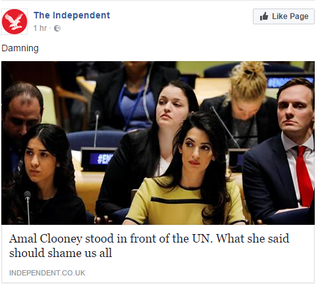 The Independent
Like Page
1 hr ·
Damning
Amal Clooney stood in front of the UN. What she said
should shame us all
INDEPENDENT.CO.UK